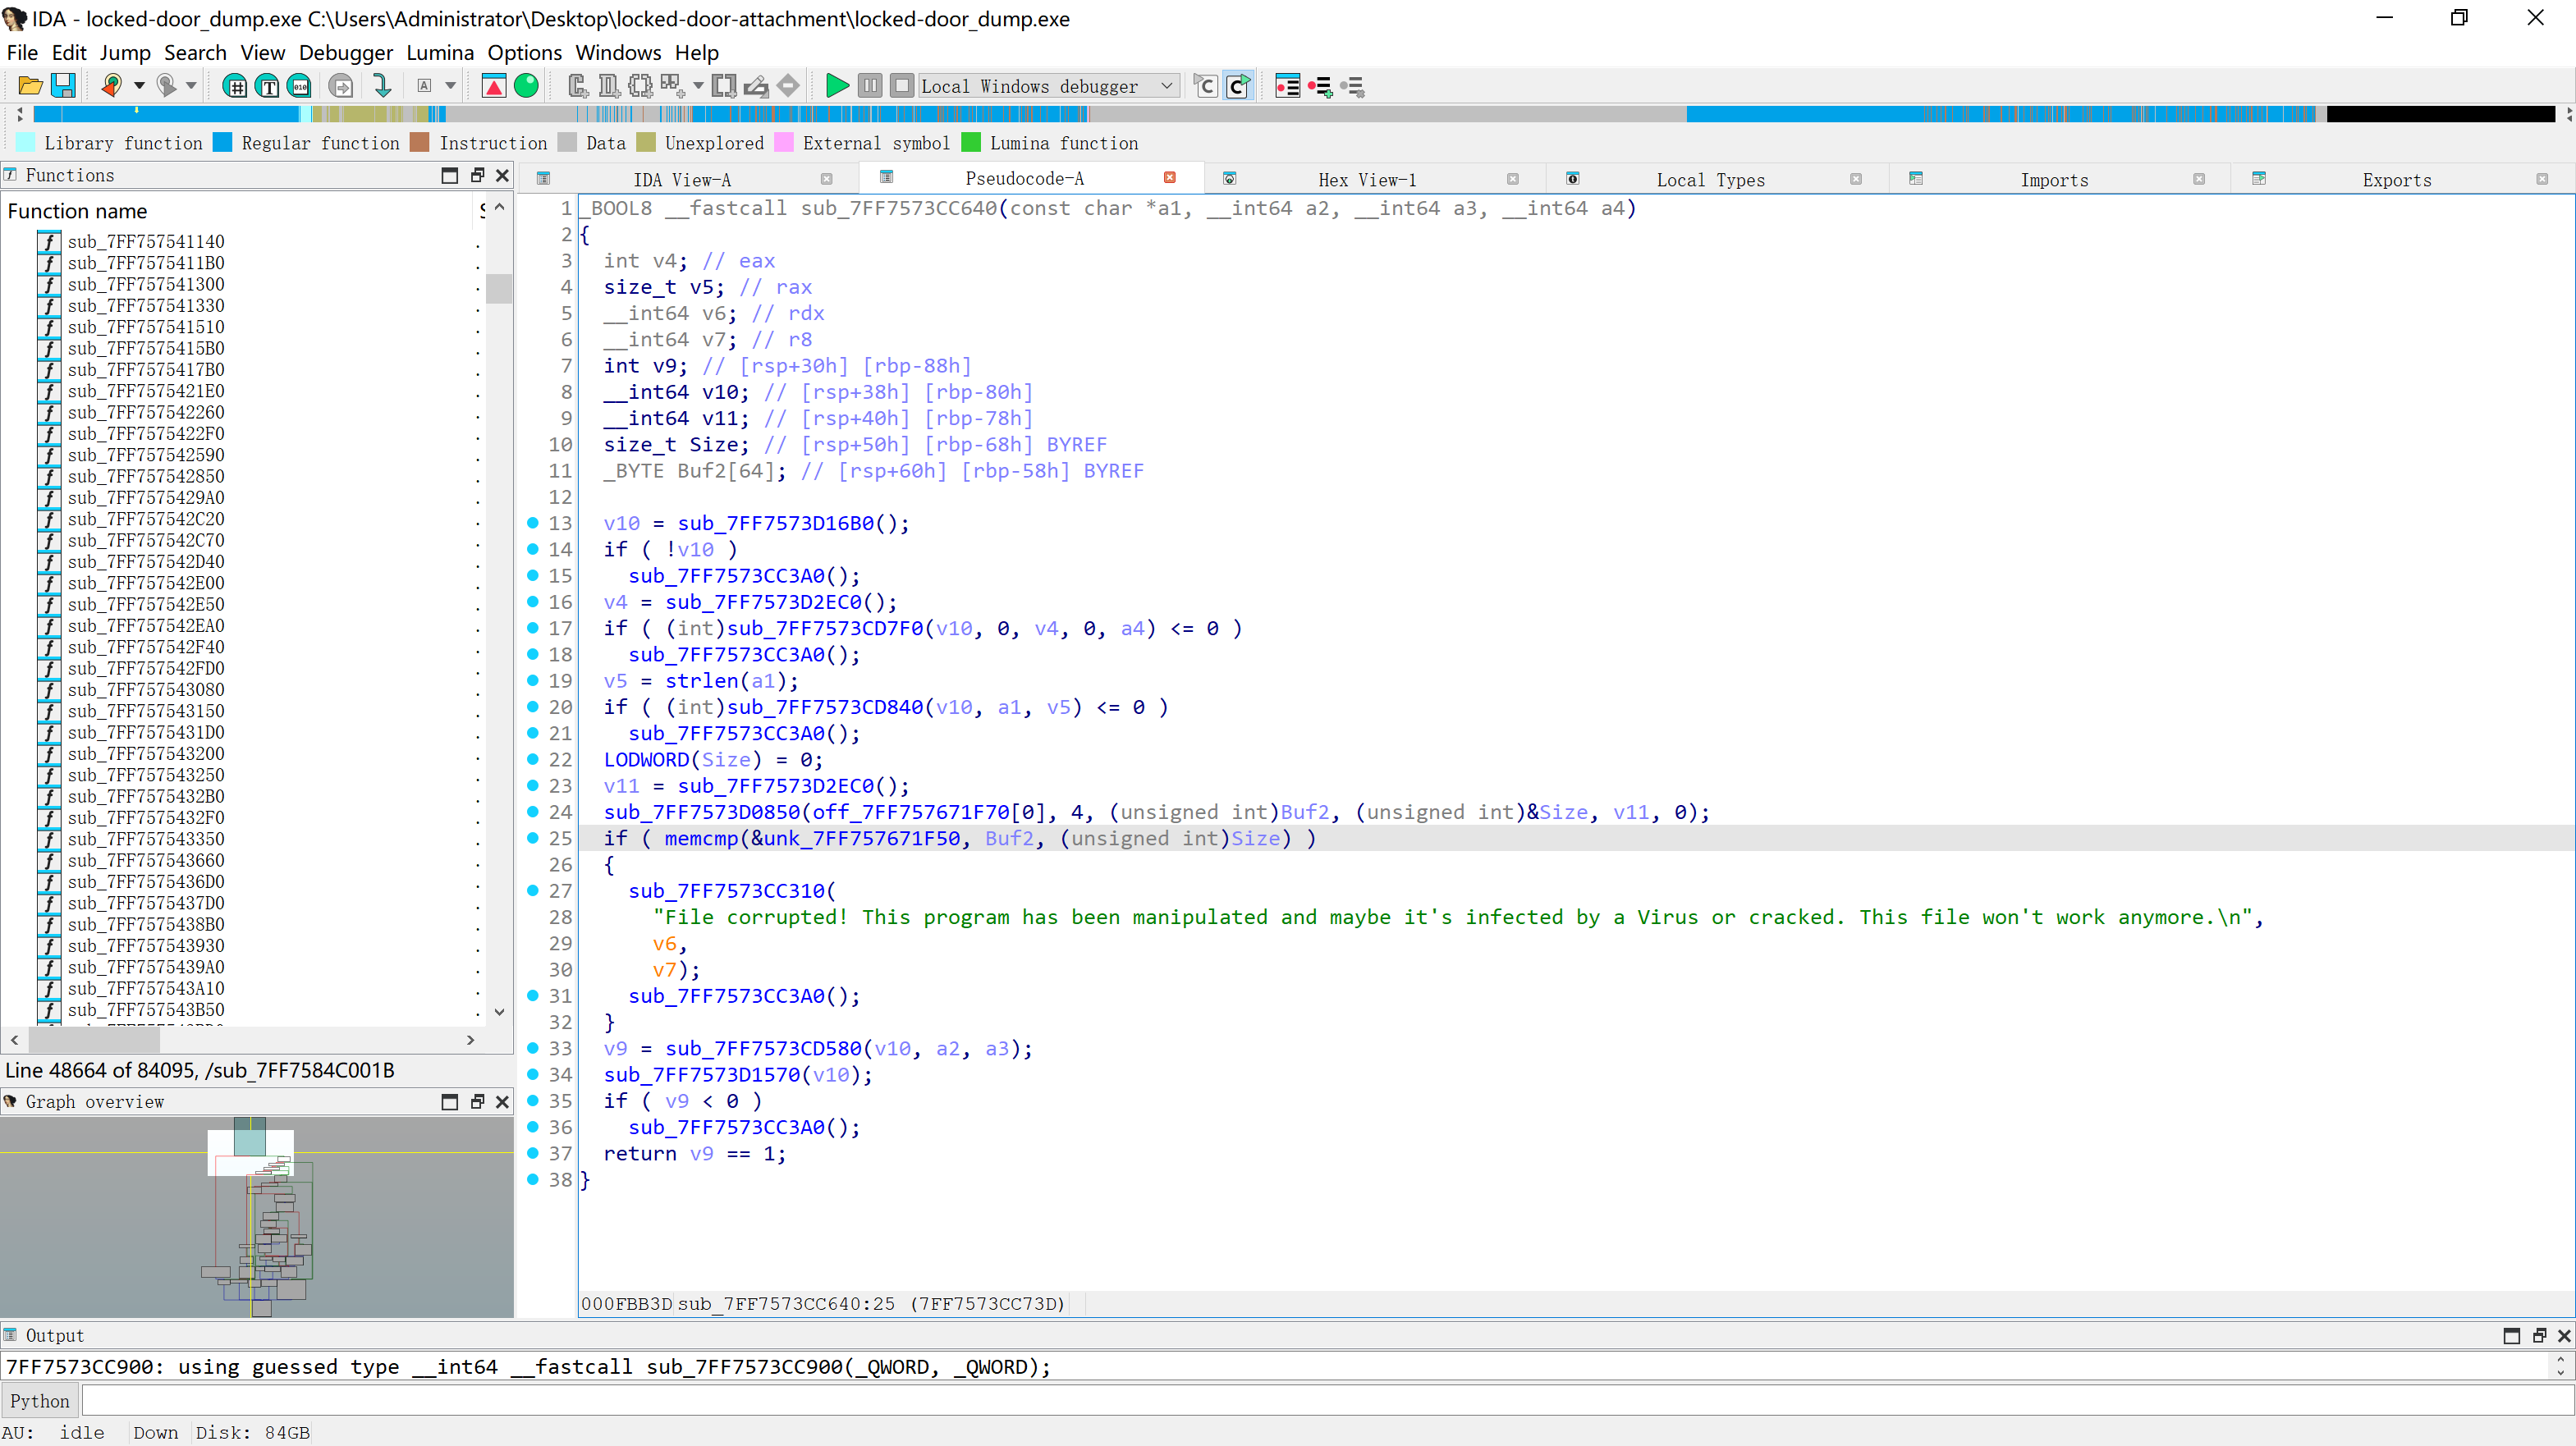 IDA - locked-door_dump.exe C:\Users\Administrator\Desktop\locked-door-attachment\locked-door_dump.exe
File Edit Jump Search View Debugger Lumina Options Windows Help
Local Windows debugger
Library function Regular function Instruction Data Unexplored External symbol Lumina function
Functions
Function name
sub_7FF757541140
sub_7FF7575411B0
sub_7FF757541300
sub_7FF757541330
sub_7FF757541510
sub_7FF7575415B0
sub_7FF7575417B0
sub_7FF7575421E0
sub_7FF757542260
sub_7FF7575422F0
sub_7FF757542590
sub_7FF757542850
sub_7FF7575429A0
sub_7FF757542C20
sub_7FF757542C70
sub_7FF757542D40
sub_7FF757542E00
sub_7FF757542E50
sub_7FF757542EA0
sub_7FF757542F40
sub_7FF757542FD0
sub_7FF757543080
sub_7FF757543150
sub_7FF7575431D0
sub_7FF757543200
sub_7FF757543250
sub_7FF7575432B0
sub_7FF7575432F0
sub_7FF757543350
sub_7FF757543660
sub_7FF7575436D0
sub_7FF7575437D0
sub_7FF7575438B0
sub_7FF757543930
sub_7FF7575439A0
sub_7FF757543A10
sub_7FF757543B50
Line 48664 of 84095, /sub_7FF7584C001B
Graph overview
IDA View-A Pseudocode-A Hex View-1 Local Types Imports Exports
1 _BOOL8 __fastcall sub_7FF7573CC640(const char *a1, __int64 a2, __int64 a3, __int64 a4)
2 {
3 int v4; // eax
4 size_t v5; // rax
5 __int64 v6; // rdx
6 __int64 v7; // r8
7 int v9; // [rsp+30h] [rbp-88h]
8 __int64 v10; // [rsp+38h] [rbp-80h]
9 __int64 v11; // [rsp+40h] [rbp-78h]
10 size_t Size; // [rsp+50h] [rbp-68h] BYREF
11 _BYTE Buf2[64]; // [rsp+60h] [rbp-58h] BYREF
12
13 v10 = sub_7FF7573D16B0();
14 if ( !v10 )
15 sub_7FF7573CC3A0();
16 v4 = sub_7FF7573D2EC0();
17 if ( (int)sub_7FF7573CD7F0(v10, 0, v4, 0, a4) <= 0 )
18 sub_7FF7573CC3A0();
19 v5 = strlen(a1);
20 if ( (int)sub_7FF7573CD840(v10, a1, v5) <= 0 )
21 sub_7FF7573CC3A0();
22 LODWORD(Size) = 0;
23 v11 = sub_7FF7573D2EC0();
24 sub_7FF7573D0850(off_7FF757671F70[0], 4, (unsigned int)Buf2, (unsigned int)&Size, v11, 0);
25 if ( memcmp(&unk_7FF757671F50, Buf2, (unsigned int)Size) )
26 {
27 sub_7FF7573CC310(
28 "File corrupted! This program has been manipulated and maybe it's infected by a Virus or cracked. This file won't work anymore.\n",
29 v6,
30 v7);
31 sub_7FF7573CC3A0();
32 }
33 v9 = sub_7FF7573CD580(v10, a2, a3);
34 sub_7FF7573D1570(v10);
35 if ( v9 < 0 )
36 sub_7FF7573CC3A0();
37 return v9 == 1;
38 }
000FBB3D sub_7FF7573CC640:25 (7FF7573CC73D)
Output
7FF7573CC900: using guessed type __int64 __fastcall sub_7FF7573CC900(_QWORD, _QWORD);
Python
AU: idle Down Disk: 84GB